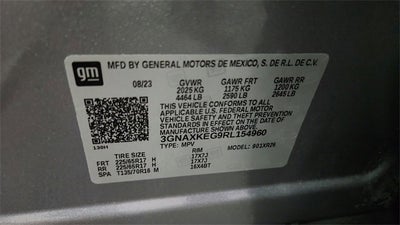 gm
MFD BY GENERAL MOTORS DE MEXICO, S. DE R.L. DE C.V.
08/23 GVWR GAWR FRT GAWR RR
2025 KG 1175 KG 1200 KG
4464 LB 2590 LB 2646 LB
THIS VEHICLE CONFORMS TO ALL
APPLICABLE U.S. FEDERAL MOTOR
VEHICLE SAFETY, BUMPER, AND THEFT
PREVENTION STANDARDS IN EFFECT ON
THE DATE OF MANUFACTURE SHOWN ABOVE.
3GNAXKEG9RL154960
TYPE: MPV MODEL: 901XR26
TIRE SIZE RIM
FRT 225/65R17 H 17X7J
RR 225/65R17 H 17X7J
SPA T135/70R16 M 16X4BT